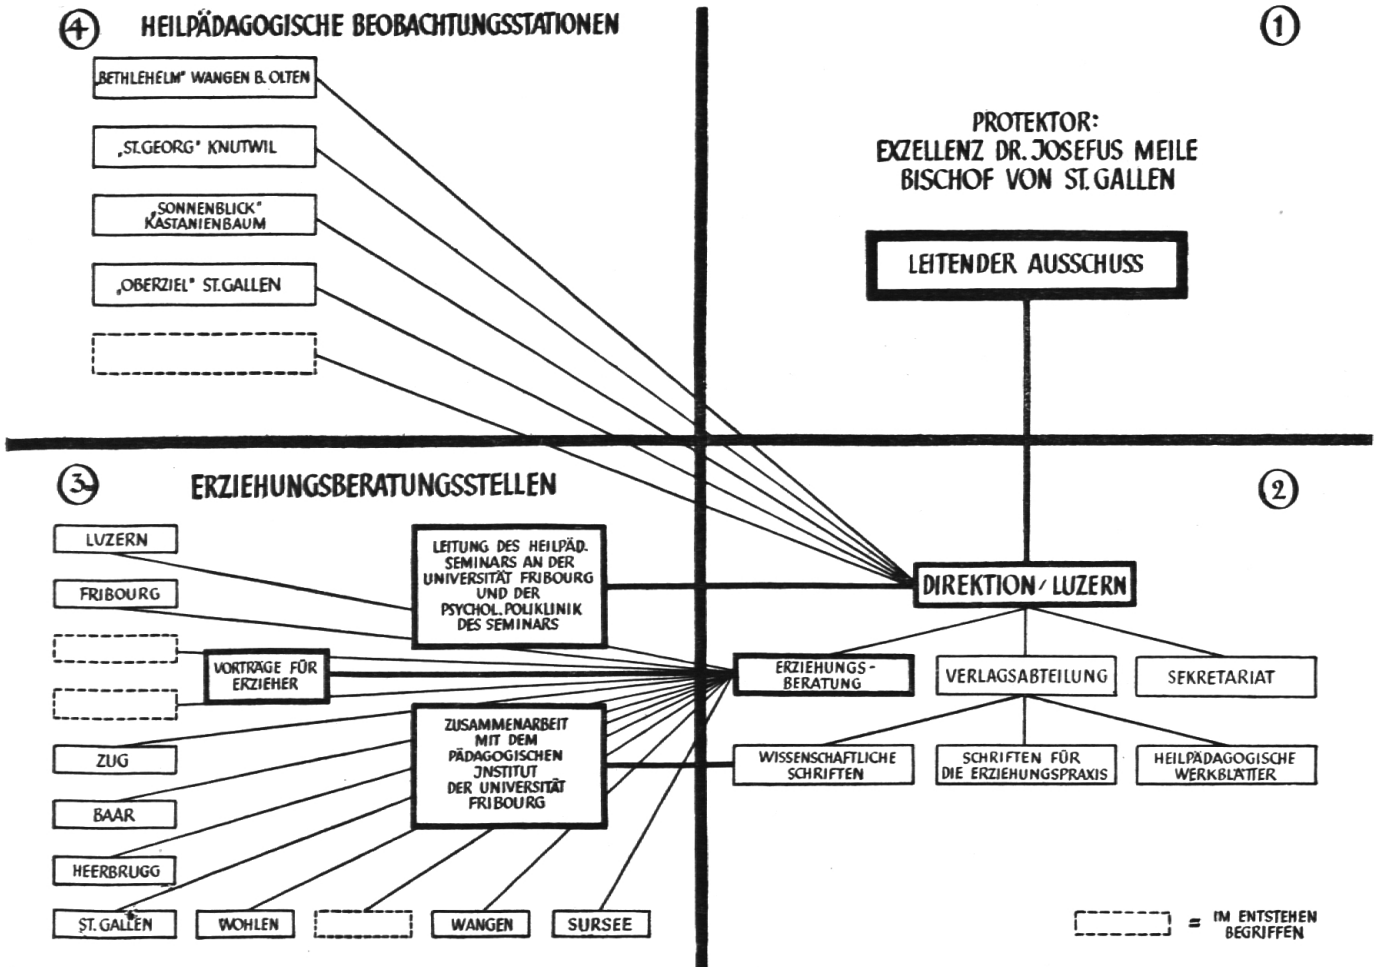 4
HEILPÄDAGOGISCHE BEOBACHTUNGSSTATIONEN
„BETHLEHELM" WANGEN B. OLTEN
„ST. GEORG" KNUTWIL
„SONNENBLICK"
KASTANIENBAUM
„OBERZIEL" ST. GALLEN
1
PROTEKTOR:
EXZELLENZ DR. JOSEFUS MEILE
BISCHOF VON ST. GALLEN
LEITENDER AUSSCHUSS
3
ERZIEHUNGSBERATUNGSSTELLEN
LUZERN
FRIBOURG
ZUG
BAAR
HEERBRUGG
ST. GALLEN
WOHLEN
WANGEN
SURSEE
VORTRÄGE FÜR
ERZIEHER
LEITUNG DES HEILPÄD.
SEMINARS AN DER
UNIVERSITÄT FRIBOURG
UND DER
PSYCHOL. POLIKLINIK
DES SEMINARS
ZUSAMMENARBEIT
MIT DEM
PÄDAGOGISCHEN
JNSTITUT
DER UNIVERSITÄT
FRIBOURG
2
DIREKTION / LUZERN
ERZIEHUNGS-
BERATUNG
VERLAGSABTEILUNG
SEKRETARIAT
WISSENSCHAFTLICHE
SCHRIFTEN
SCHRIFTEN FÜR
DIE ERZIEHUNGSPRAXIS
HEILPÄDAGOGISCHE
WERKBLÄTTER
= IM ENTSTEHEN
BEGRIFFEN